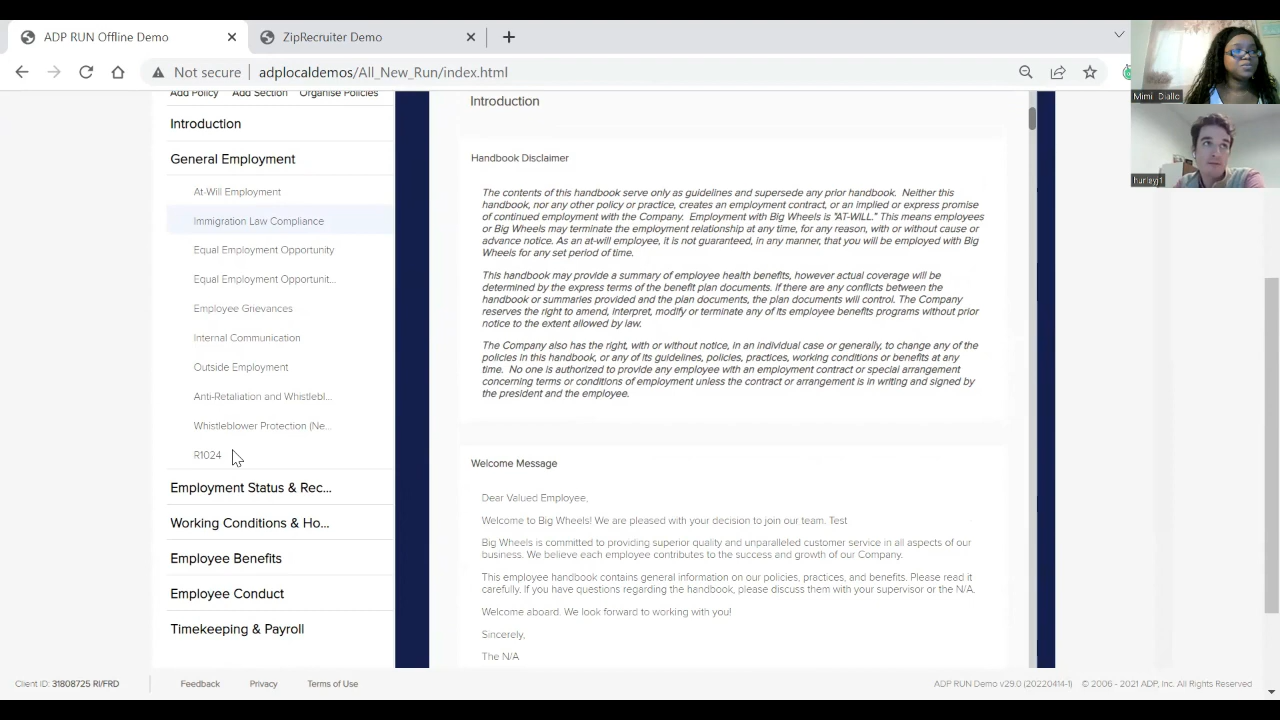 ADP RUN Offline Demo
ZipRecruiter Demo
Not secure
adplocaldemos/All_New_Run/index.html
Mimi Diallo
hurleyj1
Add Policy Add Section Organise Policies
Introduction
General Employment
At-Will Employment
Immigration Law Compliance
Equal Employment Opportunity
Equal Employment Opportunit...
Employee Grievances
Internal Communication
Outside Employment
Anti-Retaliation and Whistlebl...
Whistleblower Protection (Ne...
R1024
Employment Status & Rec...
Working Conditions & Ho...
Employee Benefits
Employee Conduct
Timekeeping & Payroll
Introduction
Handbook Disclaimer
The contents of this handbook serve only as guidelines and supersede any prior handbook. Neither this
handbook, nor any other policy or practice, creates an employment contract, or an implied or express promise
of continued employment with the Company. Employment with Big Wheels is "AT-WILL." This means employees
or Big Wheels may terminate the employment relationship at any time, for any reason, with or without cause or
advance notice. As an at-will employee, it is not guaranteed, in any manner, that you will be employed with Big
Wheels for any set period of time.
This handbook may provide a summary of employee health benefits, however actual coverage will be
determined by the express terms of the benefit plan documents. If there are any conflicts between the
handbook or summaries provided and the plan documents, the plan documents will control. The Company
reserves the right to amend, interpret, modify or terminate any of its employee benefits programs without prior
notice to the extent allowed by law.
The Company also has the right, with or without notice, in an individual case or generally, to change any of the
policies in this handbook, or any of its guidelines, policies, practices, working conditions or benefits at any
time. No one is authorized to provide any employee with an employment contract or special arrangement
concerning terms or conditions of employment unless the contract or arrangement is in writing and signed by
the president and the employee.
Welcome Message
Dear Valued Employee,
Welcome to Big Wheels! We are pleased with your decision to join our team. Test
Big Wheels is committed to providing superior quality and unparalleled customer service in all aspects of our
business. We believe each employee contributes to the success and growth of our Company.
This employee handbook contains general information on our policies, practices, and benefits. Please read it
carefully. If you have questions regarding the handbook, please discuss them with your supervisor or the N/A.
Welcome aboard. We look forward to working with you!
Sincerely,
The N/A
Client ID: 31808725 RI/FRD
Feedback
Privacy
Terms of Use
ADP RUN Demo v29.0 (20220414-1) © 2006 - 2021 ADP, Inc. All Rights Reserved